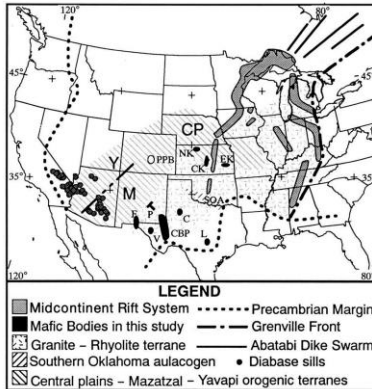 120° 80°
45° 45°
CP
NK
PPB CK EK
Y
35° M SOA 35°
F P C
V CBP L
120° 80°
LEGEND
Midcontinent Rift System Precambrian Margin
Mafic Bodies in this study Grenville Front
Granite – Rhyolite terrane Abatabi Dike Swarm
Southern Oklahoma aulacogen Diabase sills
Central plains – Mazatzal – Yavapi orogenic terranes